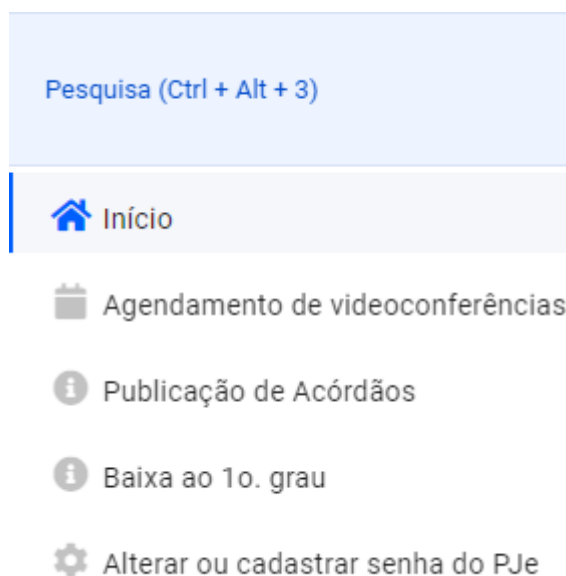 Pesquisa (Ctrl + Alt + 3)
Início
Agendamento de videoconferências
Publicação de Acórdãos
Baixa ao 1o. grau
Alterar ou cadastrar senha do PJe